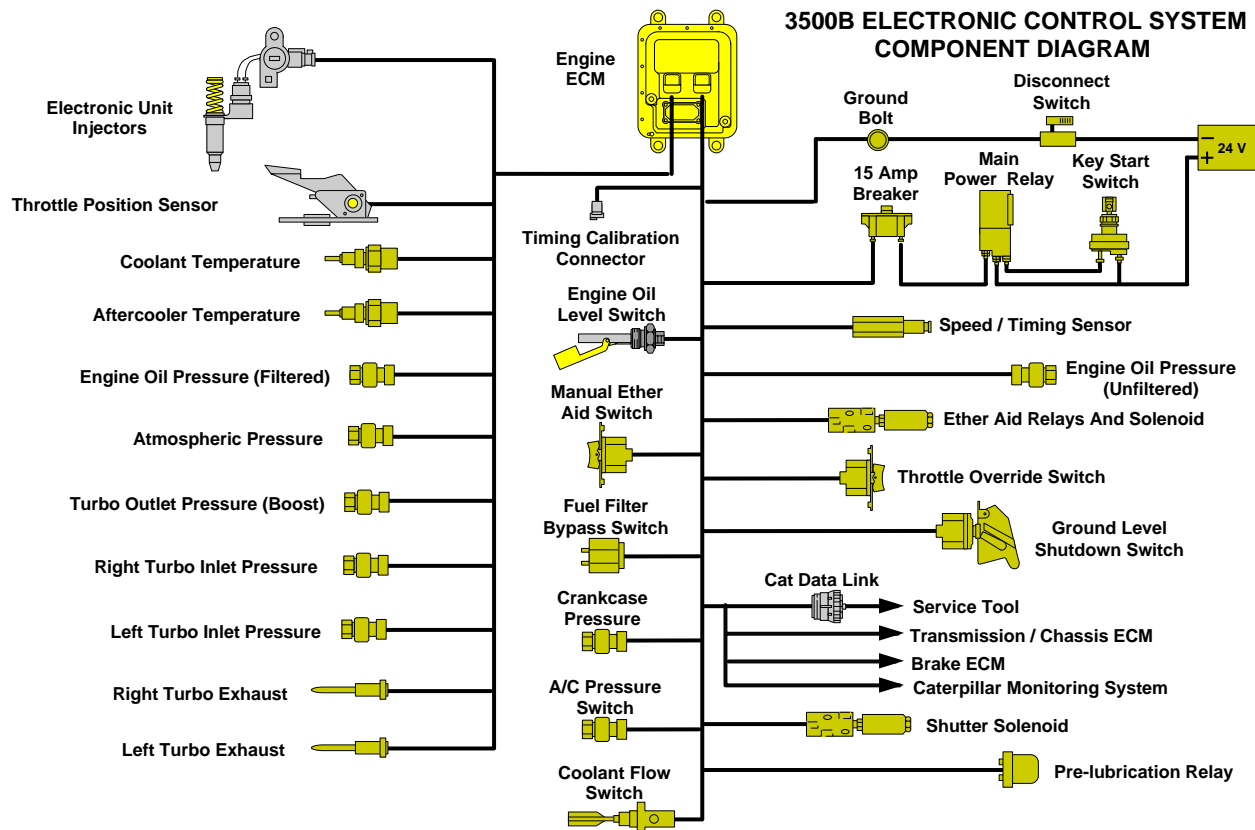 3500B ELECTRONIC CONTROL SYSTEM
COMPONENT DIAGRAM
Engine
ECM
Electronic Unit
Injectors
Throttle Position Sensor
Coolant Temperature
Aftercooler Temperature
Engine Oil Pressure (Filtered)
Atmospheric Pressure
Turbo Outlet Pressure (Boost)
Right Turbo Inlet Pressure
Left Turbo Inlet Pressure
Right Turbo Exhaust
Left Turbo Exhaust
Timing Calibration
Connector
Engine Oil
Level Switch
Manual Ether
Aid Switch
Fuel Filter
Bypass Switch
Crankcase
Pressure
A/C Pressure
Switch
Coolant Flow
Switch
Ground
Bolt
Disconnect
Switch
24 V
−
+
15 Amp
Breaker
Main
Power Relay
Key Start
Switch
Speed / Timing Sensor
Engine Oil Pressure
(Unfiltered)
Ether Aid Relays And Solenoid
Throttle Override Switch
Ground Level
Shutdown Switch
Cat Data Link
Service Tool
Transmission / Chassis ECM
Brake ECM
Caterpillar Monitoring System
Shutter Solenoid
Pre-lubrication Relay